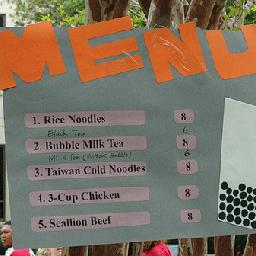 MENU
1. Rice Noodles 8
Black Tea 6
2. Bubble Milk Tea 8
Milk Tea (without Bubble) 6
3. Taiwan Cold Noodles 8
4. 3-Cup Chicken 8
5. Scallion Beef 8